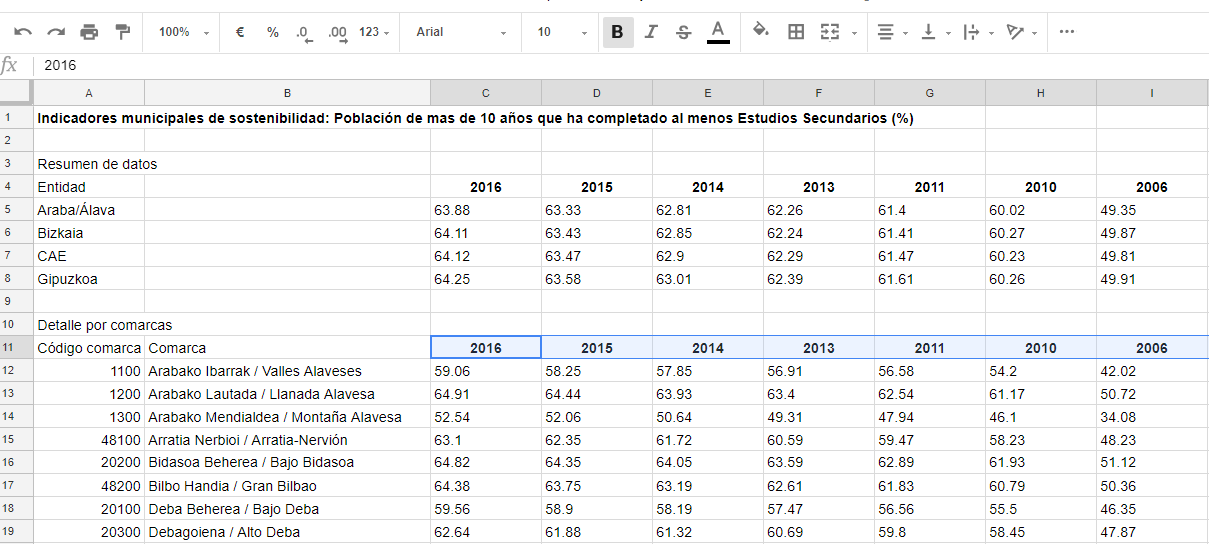 100% € % .0 .00 123 Arial 10 B I S A
fx 2016
A B C D E F G H I
1 Indicadores municipales de sostenibilidad: Población de mas de 10 años que ha completado al menos Estudios Secundarios (%)
2
3 Resumen de datos
4 Entidad 2016 2015 2014 2013 2011 2010 2006
5 Araba/Álava 63.88 63.33 62.81 62.26 61.4 60.02 49.35
6 Bizkaia 64.11 63.43 62.85 62.24 61.41 60.27 49.87
7 CAE 64.12 63.47 62.9 62.29 61.47 60.23 49.81
8 Gipuzkoa 64.25 63.58 63.01 62.39 61.61 60.26 49.91
9
10 Detalle por comarcas
11 Código comarca Comarca 2016 2015 2014 2013 2011 2010 2006
12 1100 Arabako Ibarrak / Valles Alaveses 59.06 58.25 57.85 56.91 56.58 54.2 42.02
13 1200 Arabako Lautada / Llanada Alavesa 64.91 64.44 63.93 63.4 62.54 61.17 50.72
14 1300 Arabako Mendialdea / Montaña Alavesa 52.54 52.06 50.64 49.31 47.94 46.1 34.08
15 48100 Arratia Nerbioi / Arratia-Nervión 63.1 62.35 61.72 60.59 59.47 58.23 48.23
16 20200 Bidasoa Beherea / Bajo Bidasoa 64.82 64.35 64.05 63.59 62.89 61.93 51.12
17 48200 Bilbo Handia / Gran Bilbao 64.38 63.75 63.19 62.61 61.83 60.79 50.36
18 20100 Deba Beherea / Bajo Deba 59.56 58.9 58.19 57.47 56.56 55.5 46.35
19 20300 Debagoiena / Alto Deba 62.64 61.88 61.32 60.69 59.8 58.45 47.87